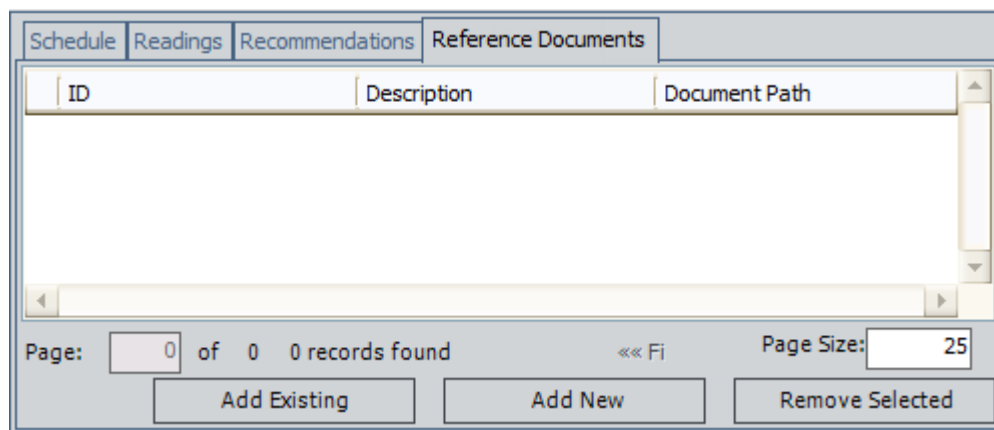 Schedule Readings Recommendations Reference Documents
ID Description Document Path
Page: 0 of 0 0 records found «« Fi Page Size: 25
Add Existing Add New Remove Selected